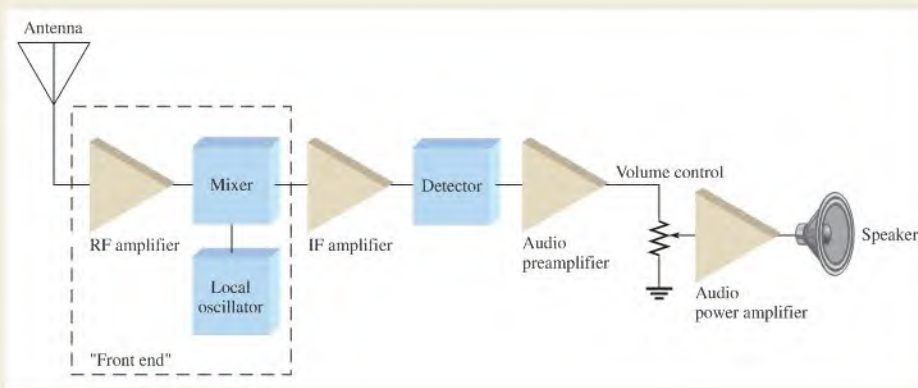 Antenna
Mixer
Detector
Volume control
RF amplifier
IF amplifier
Audio
preamplifier
Speaker
Local
oscillator
Audio
power amplifier
"Front end"